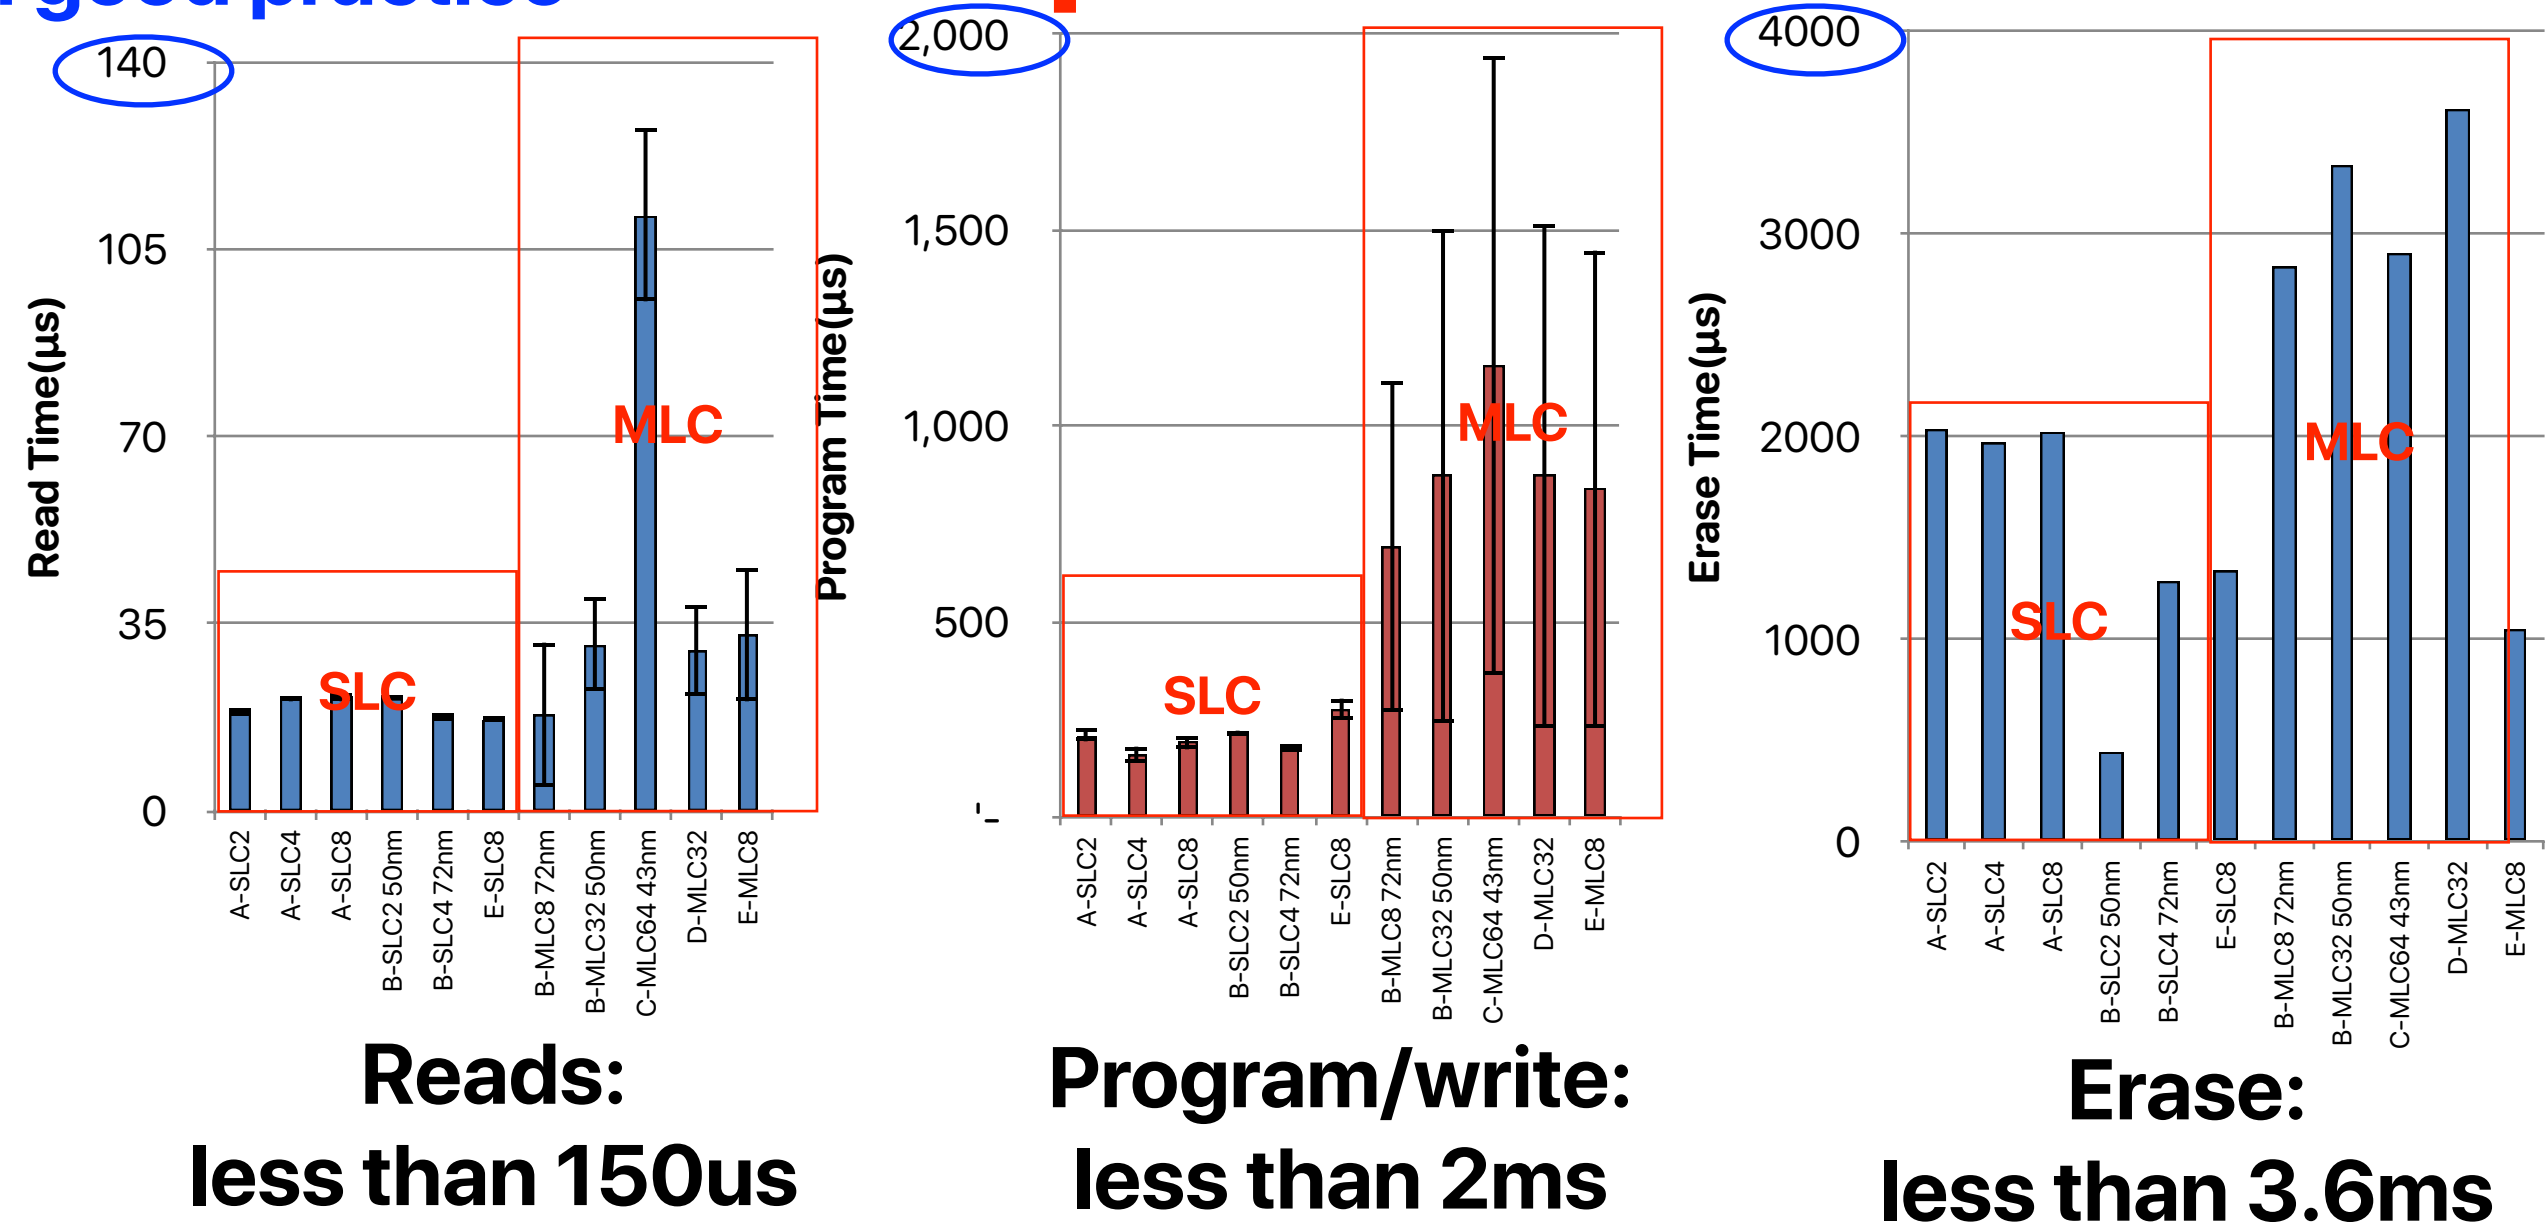 good practice
140
105
70
35
0
Read Time(µs)
MLC
SLC
A-SLC2
A-SLC4
A-SLC8
B-SLC2 50nm
B-SLC4 72nm
E-SLC8
B-MLC8 72nm
B-MLC32 50nm
C-MLC64 43nm
D-MLC32
E-MLC8
Reads:
less than 150us
2,000
1,500
1,000
500
'-
Program Time(µs)
MLC
SLC
A-SLC2
A-SLC4
A-SLC8
B-SLC2 50nm
B-SLC4 72nm
E-SLC8
B-MLC8 72nm
B-MLC32 50nm
C-MLC64 43nm
D-MLC32
E-MLC8
Program/write:
less than 2ms
4000
3000
2000
1000
0
Erase Time(µs)
MLC
SLC
A-SLC2
A-SLC4
A-SLC8
B-SLC2 50nm
B-SLC4 72nm
E-SLC8
B-MLC8 72nm
B-MLC32 50nm
C-MLC64 43nm
D-MLC32
E-MLC8
Erase:
less than 3.6ms